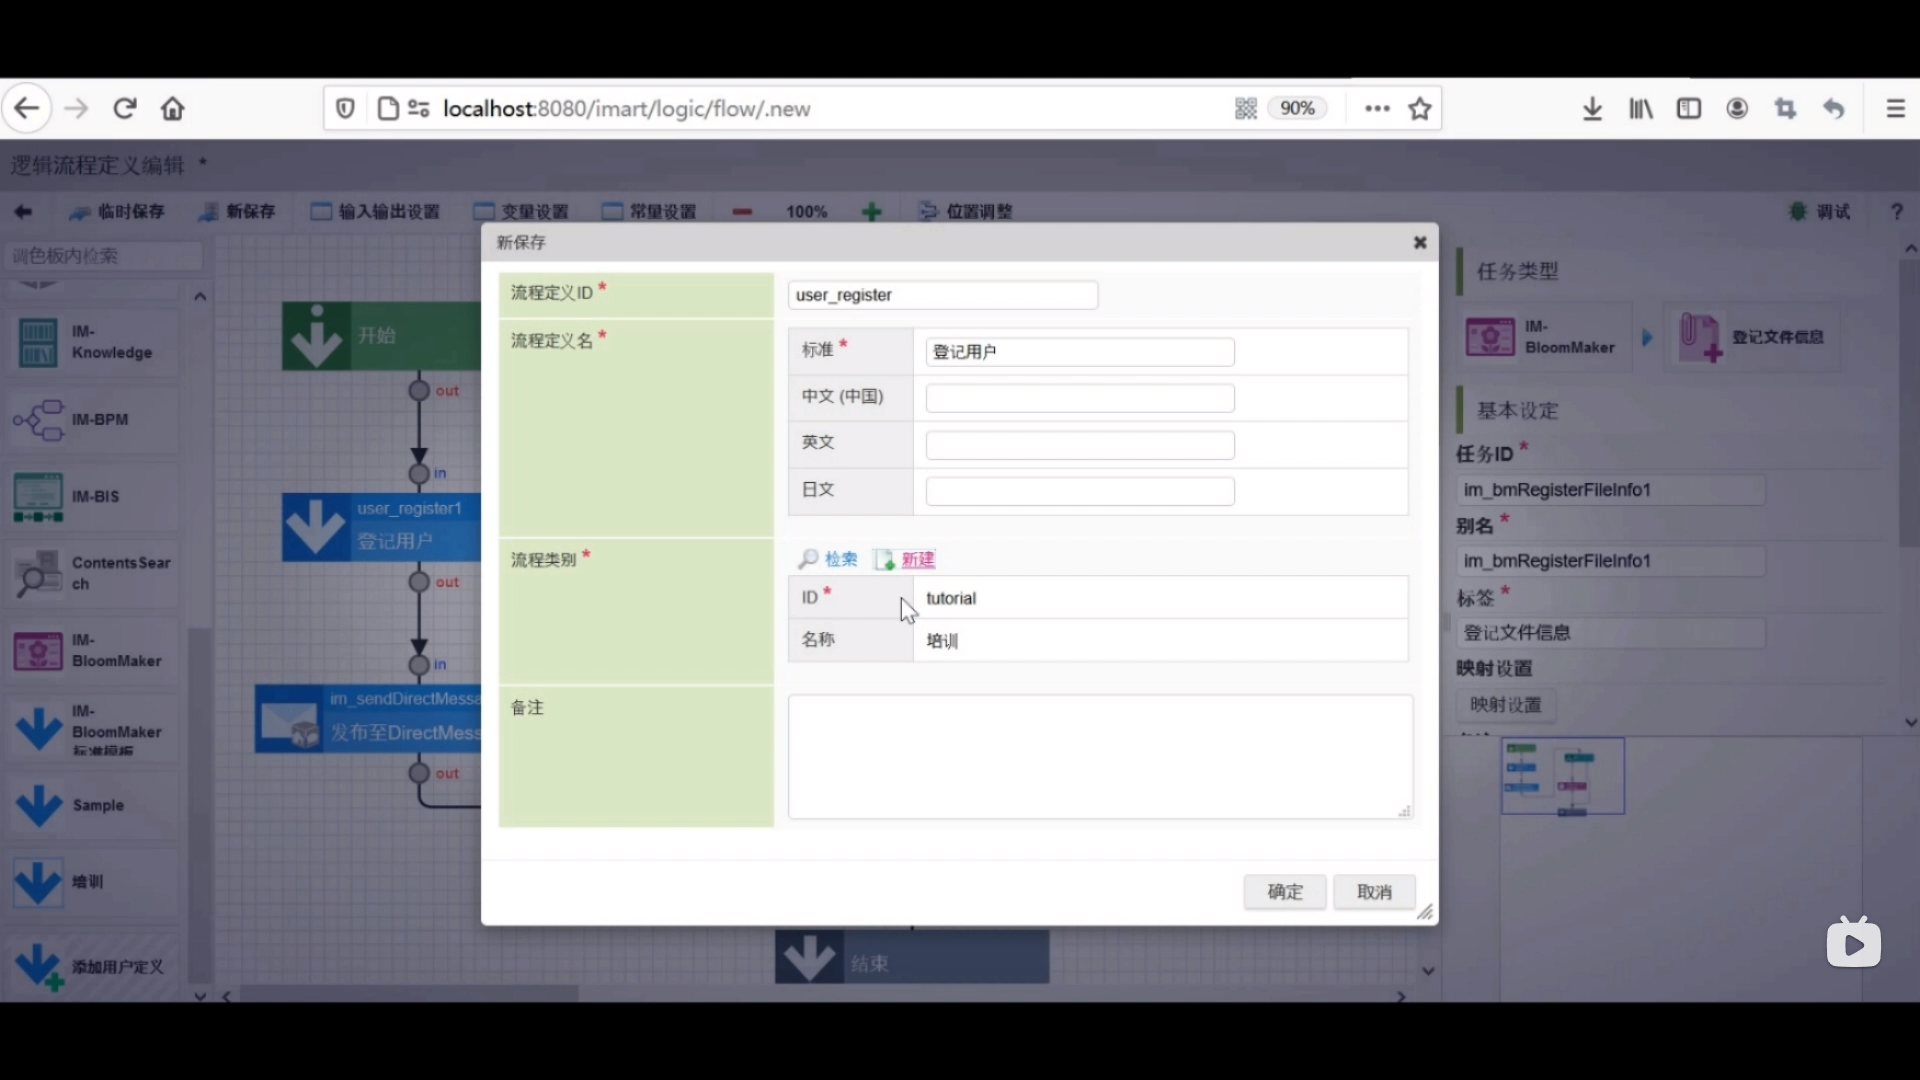 localhost:8080/imart/logic/flow/.new
90%
逻辑流程定义编辑 *
临时保存
新保存
输入输出设置
变量设置
常量设置
100%
位置调整
调试
?
调色板内检索
IM-
Knowledge
IM-BPM
IM-BIS
ContentsSear
ch
IM-
BloomMaker
IM-
BloomMaker
标准模板
Sample
培训
添加用户定义
开始
out
in
user_register1
登记用户
out
in
im_sendDirectMessa
发布至DirectMess
out
结束
新保存
流程定义ID *
user_register
流程定义名 *
标准 *
登记用户
中文 (中国)
英文
日文
流程类别 *
检索
新建
ID *
tutorial
名称
培训
备注
确定
取消
任务类型
IM-
BloomMaker
登记文件信息
基本设定
任务ID *
im_bmRegisterFileInfo1
别名 *
im_bmRegisterFileInfo1
标签 *
登记文件信息
映射设置
映射设置